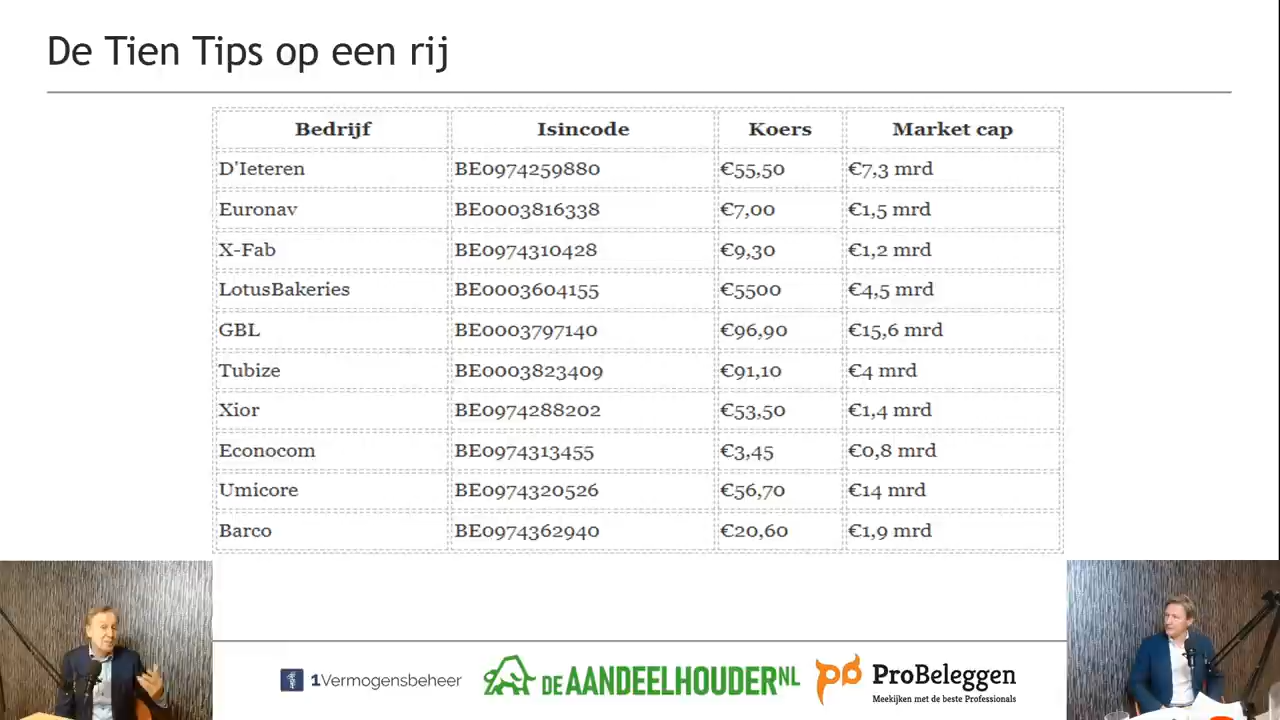 De Tien Tips op een rij
Bedrijf Isincode Koers Market cap
D'Ieteren BE0974259880 €55,50 €7,3 mrd
Euronav BE0003816338 €7,00 €1,5 mrd
X-Fab BE0974310428 €9,30 €1,2 mrd
LotusBakeries BE0003604155 €5500 €4,5 mrd
GBL BE0003797140 €96,90 €15,6 mrd
Tubize BE0003823409 €91,10 €4 mrd
Xior BE0974288202 €53,50 €1,4 mrd
Econocom BE0974313455 €3,45 €0,8 mrd
Umicore BE0974320526 €56,70 €14 mrd
Barco BE0974362940 €20,60 €1,9 mrd
1Vermogensbeheer DE AANDEELHOUDER NL ProBeleggen
Meekijken met de beste Professionals